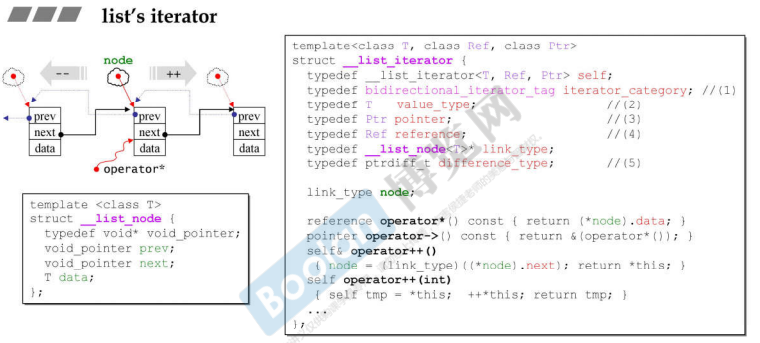 list's iterator
node
--
++
prev
next
data
prev
next
data
prev
next
data
operator*
template <class T>
struct __list_node {
typedef void* void_pointer;
void_pointer prev;
void_pointer next;
T data;
};
template<class T, class Ref, class Ptr>
struct __list_iterator {
typedef __list_iterator<T, Ref, Ptr> self;
typedef bidirectional_iterator_tag iterator_category; //(1)
typedef T value_type; //(2)
typedef Ptr pointer; //(3)
typedef Ref reference; //(4)
typedef __list_node<T>* link_type;
typedef ptrdiff_t difference_type; //(5)
link_type node;
reference operator*() const { return (*node).data; }
pointer operator->() const { return &(operator*()); }
self& operator++()
{ node = (link_type)((*node).next); return *this; }
self operator++(int)
{ self tmp = *this; ++*this; return tmp; }
...
};
Boolan 博览网